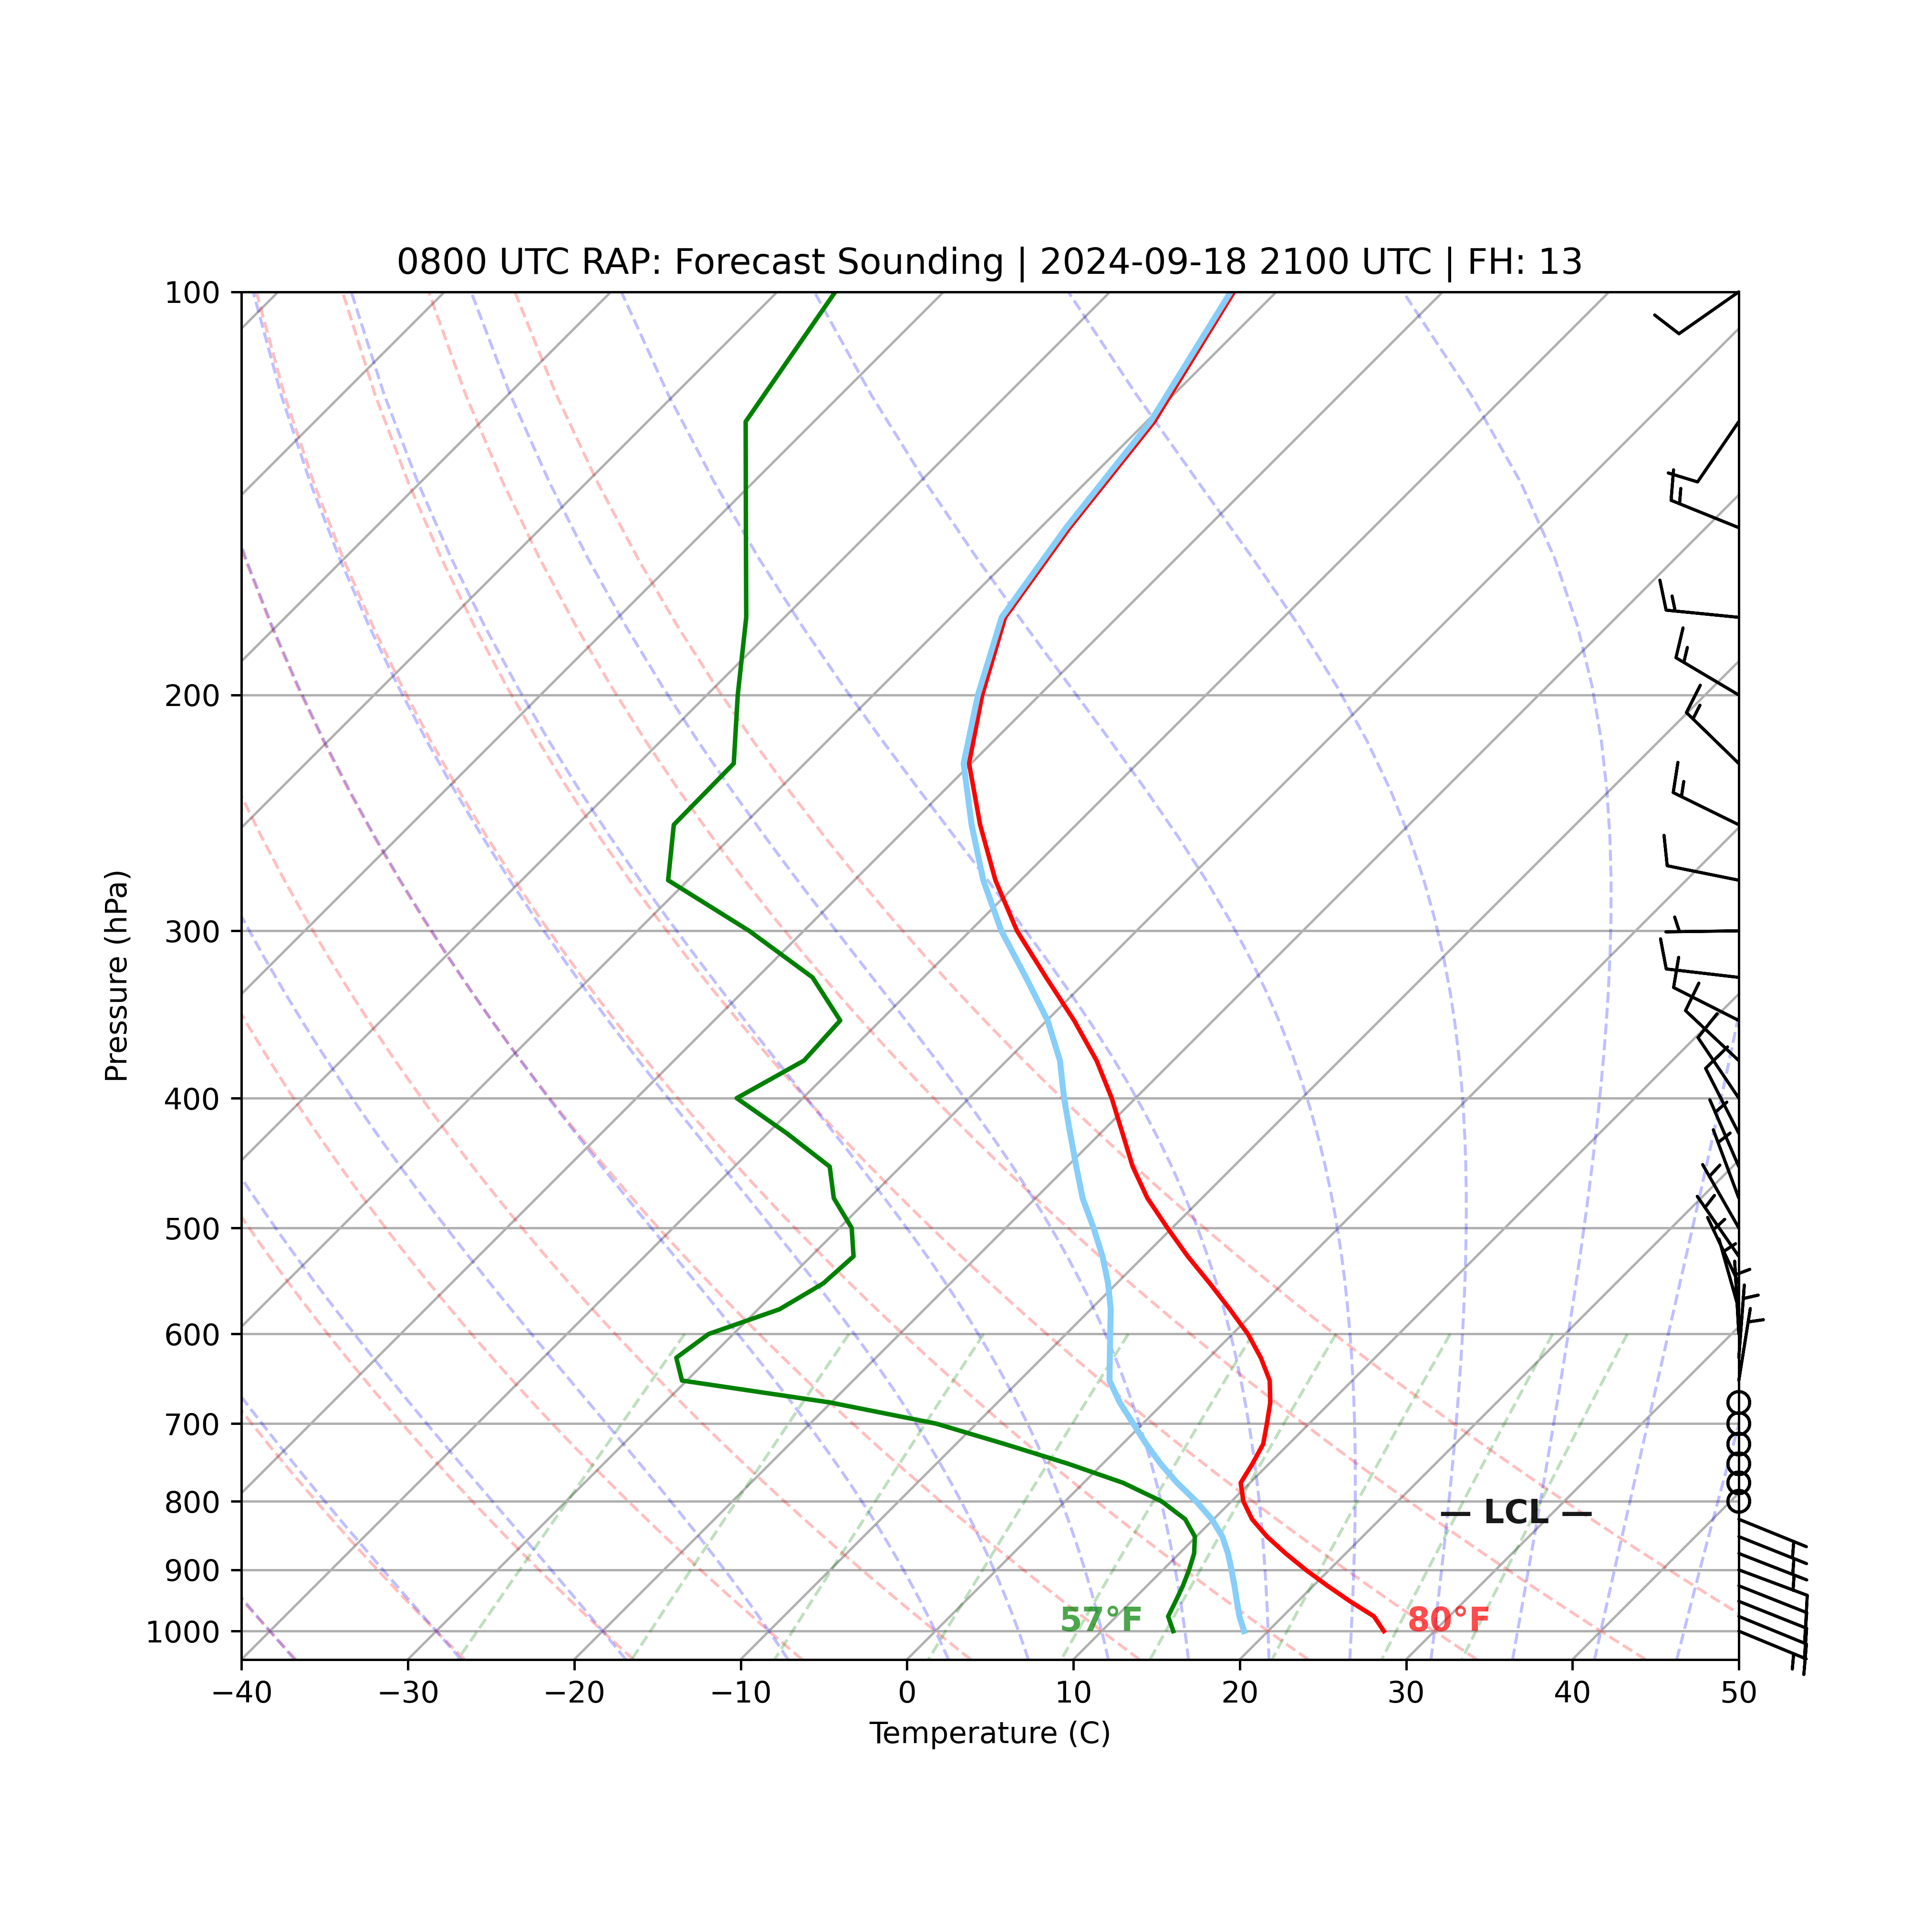 0800 UTC RAP: Forecast Sounding | 2024-09-18 2100 UTC | FH: 13
100
200
300
400
500
600
700
800
900
1000
Pressure (hPa)
— LCL —
57°F
80°F
−40 −30 −20 −10 0 10 20 30 40 50
Temperature (C)